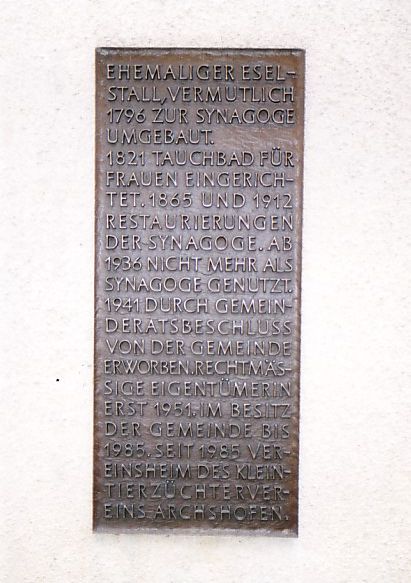 EHEMALIGER ESEL-
STALL, VERMUTLICH
1796 ZUR SYNAGOGE
UMGEBAUT.
1821 TAUCHBAD FÜR
FRAUEN EINGERICH-
TET. 1865 UND 1912
RESTAURIERUNGEN
DER SYNAGOGE. AB
1936 NICHT MEHR ALS
SYNAGOGE GENUTZT.
1941 DURCH GEMEIN-
DERATSBESCHLUSS
VON DER GEMEINDE
ERWORBEN. RECHTMÄS-
SIGE EIGENTÜMERIN
ERST 1951. IM BESITZ
DER GEMEINDE BIS
1985. SEIT 1985 VER-
EINSHEIM DES KLEIN-
TIERZÜCHTERVER-
EINS ARCHSHOFEN.